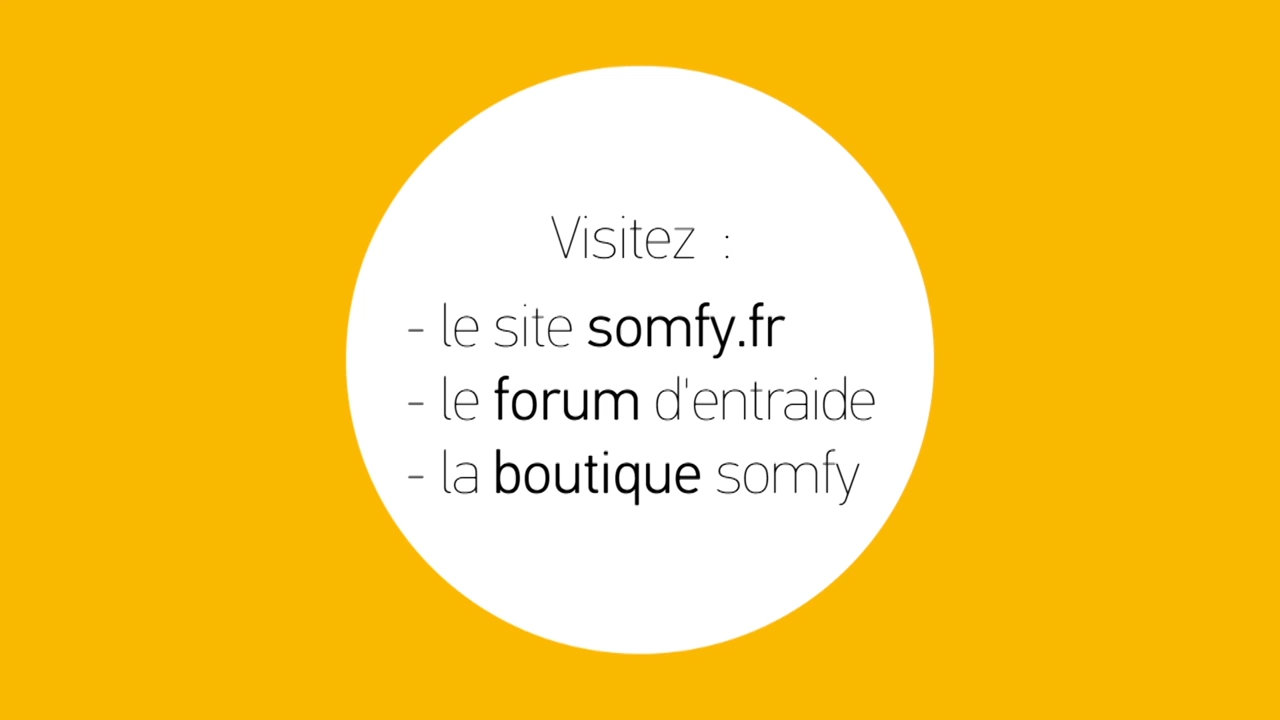 Visitez :
- le site somfy.fr
- le forum d'entraide
- la boutique somfy